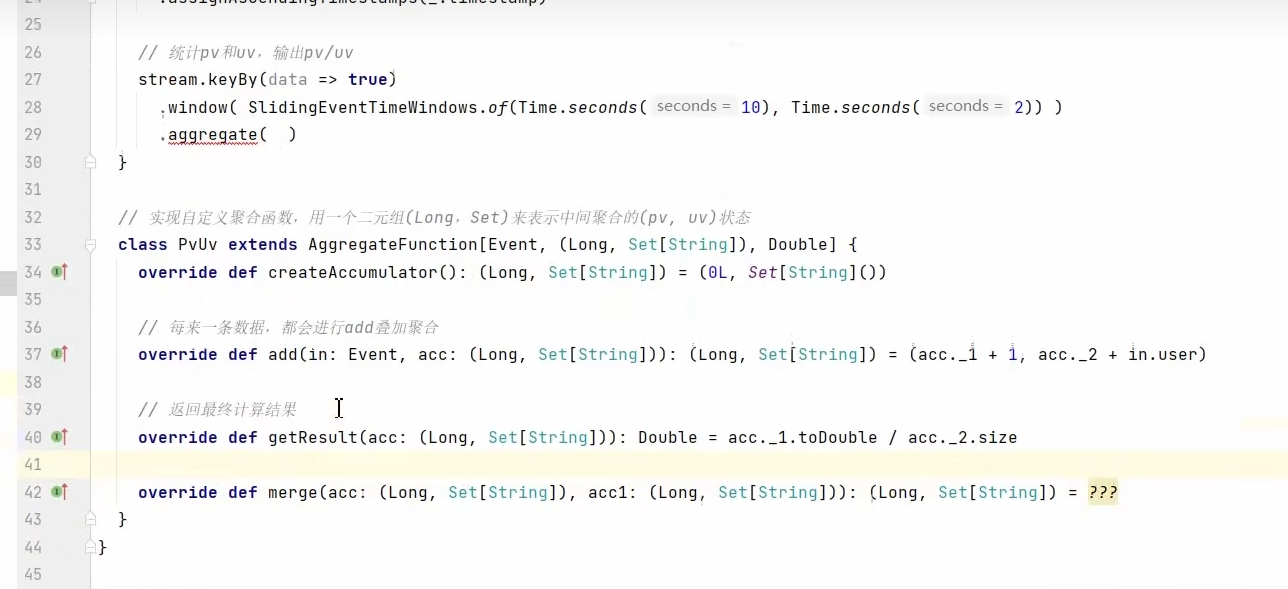 24 .assignAscendingTimestamps(_.timestamp)
25
26 // 统计pv和uv，输出pv/uv
27 stream.keyBy(data => true)
28 .window( SlidingEventTimeWindows.of(Time.seconds( seconds = 10), Time.seconds( seconds = 2)) )
29 .aggregate(  )
30 }
31
32 // 实现自定义聚合函数，用一个二元组(Long，Set)来表示中间聚合的(pv, uv)状态
33 class PvUv extends AggregateFunction[Event, (Long, Set[String]), Double] {
34 override def createAccumulator(): (Long, Set[String]) = (0L, Set[String]())
35
36 // 每来一条数据，都会进行add叠加聚合
37 override def add(in: Event, acc: (Long, Set[String])): (Long, Set[String]) = (acc._1 + 1, acc._2 + in.user)
38
39 // 返回最终计算结果
40 override def getResult(acc: (Long, Set[String])): Double = acc._1.toDouble / acc._2.size
41
42 override def merge(acc: (Long, Set[String]), acc1: (Long, Set[String])): (Long, Set[String]) = ???
43 }
44 }
45